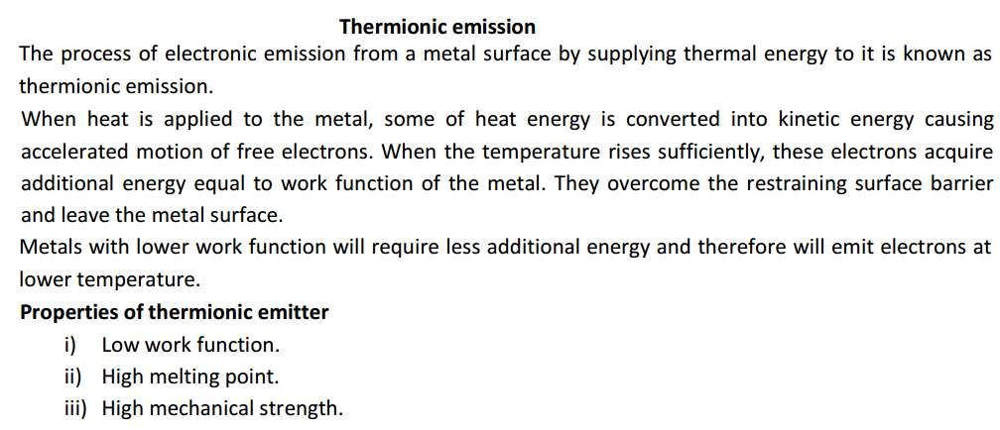 Thermionic emission
The process of electronic emission from a metal surface by supplying thermal energy to it is known as
thermionic emission.
When heat is applied to the metal, some of heat energy is converted into kinetic energy causing
accelerated motion of free electrons. When the temperature rises sufficiently, these electrons acquire
additional energy equal to work function of the metal. They overcome the restraining surface barrier
and leave the metal surface.
Metals with lower work function will require less additional energy and therefore will emit electrons at
lower temperature.
Properties of thermionic emitter
i) Low work function.
ii) High melting point.
iii) High mechanical strength.